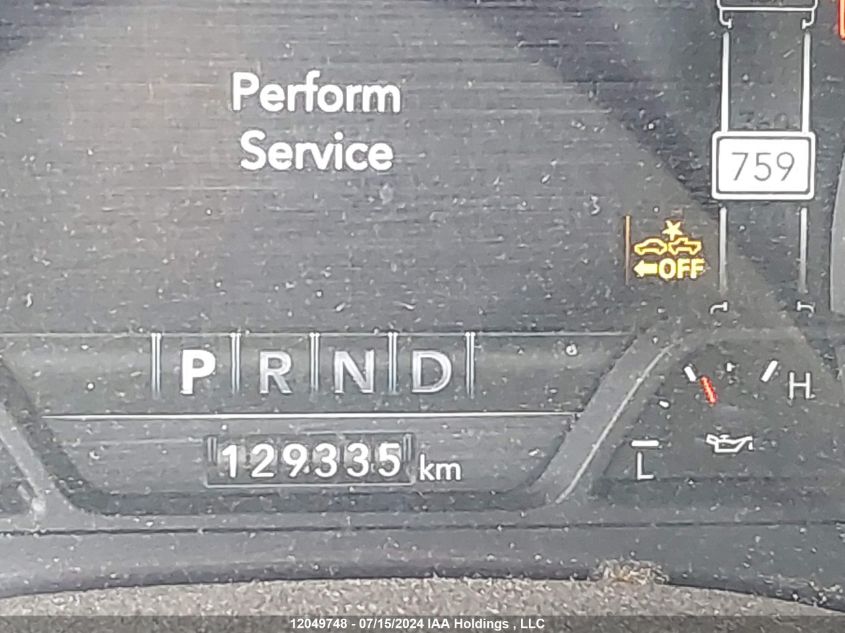 Perform
Service
759
OFF
P R N D
H
129335 km
L
12049748 - 07/15/2024 IAA Holdings , LLC